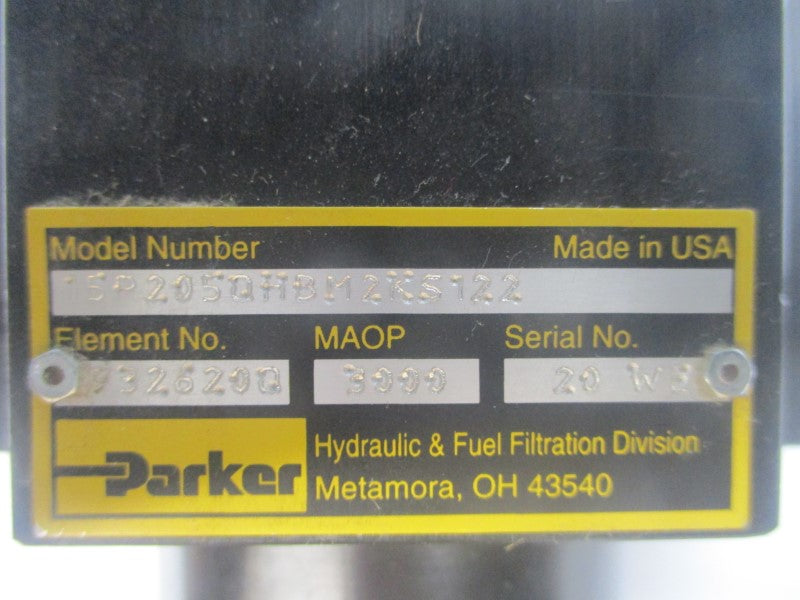 Model Number Made in USA
15P205QHBM2KS122
Element No. MAOP Serial No.
932620Q 3000 20 W
Parker Hydraulic & Fuel Filtration Division
Metamora, OH 43540